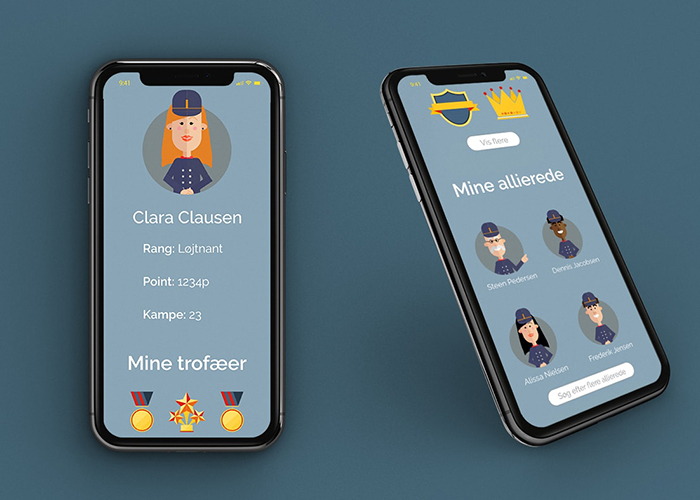 9:41
Clara Clausen
Rang: Løjtnant
Point: 1234p
Kampe: 23
Mine trofæer
9:41
Vis flere
Mine allierede
Steen Pedersen
Dennis Jacobsen
Alissa Nielsen
Frederik Jensen
Søg efter flere allierede